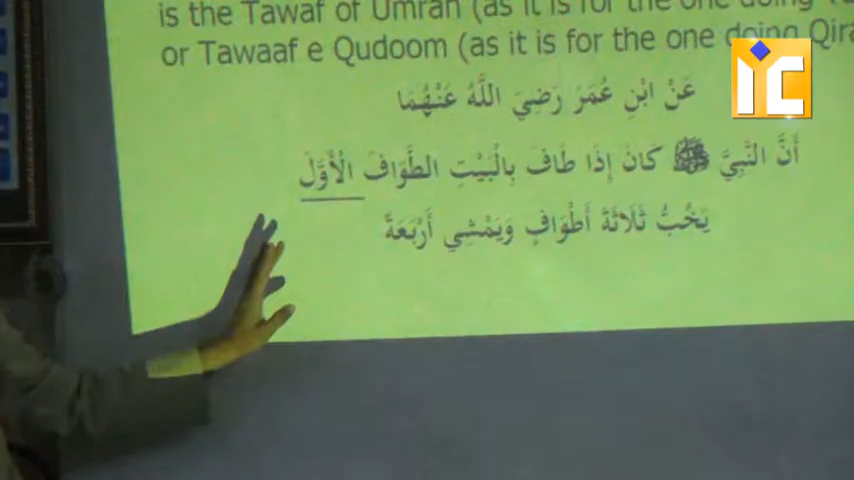 is the Tawaf of Umrah (as it is for the one doing
or Tawaaf e Qudoom (as it is for the one doing Qira
عَنْ ابْنِ عُمَرَ رَضِيَ اللَّهُ عَنْهُمَا
أَنَّ النَّبِيَّ ﷺ كَانَ إِذَا طَافَ بِالْبَيْتِ الطَّوَافَ الْأَوَّلَ
يَخُبُّ ثَلَاثَةَ أَطْوَافٍ وَيَمْشِي أَرْبَعَةً